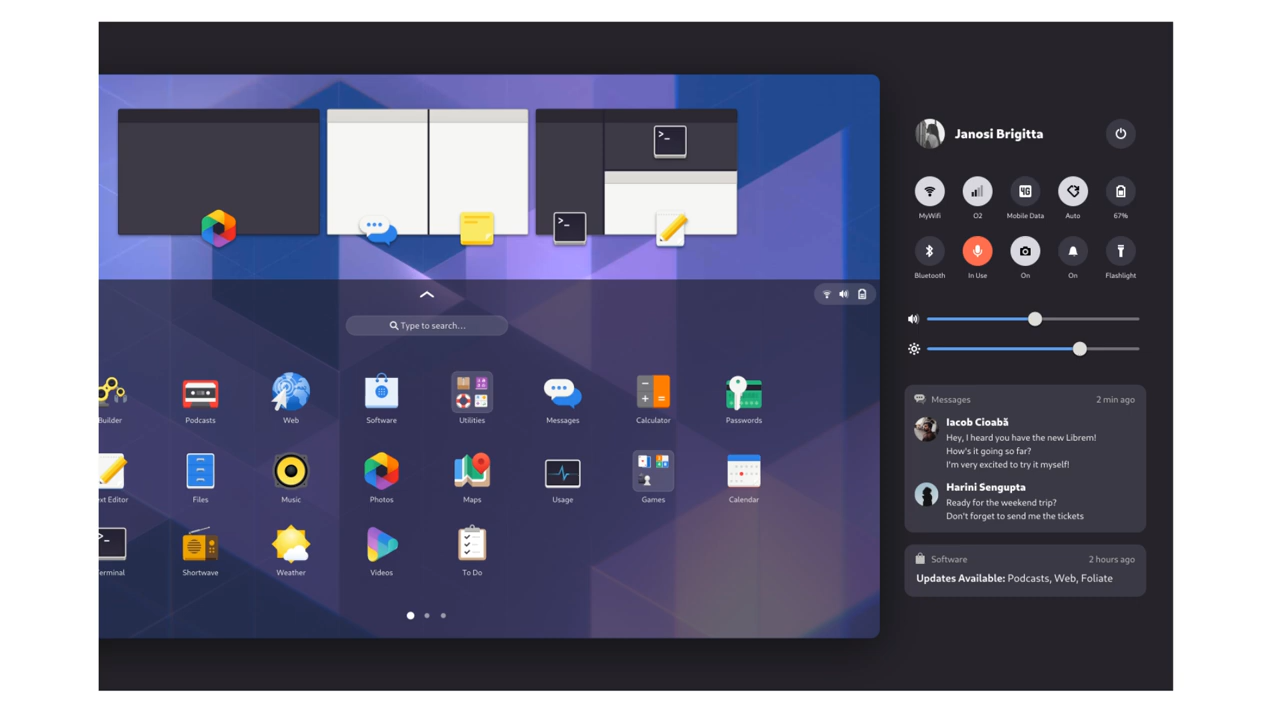 Type to search...
Builder
Podcasts
Web
Software
Utilities
Messages
Calculator
Passwords
xt Editor
Files
Music
Photos
Maps
Usage
Games
Calendar
erminal
Shortwave
Weather
Videos
To Do
Janosi Brigitta
4G
MyWifi
O2
Mobile Data
Auto
67%
Bluetooth
In Use
On
On
Flashlight
Messages
2 min ago
Iacob Cioabă
Hey, I heard you have the new Librem!
How's it going so far?
I'm very excited to try it myself!
Harini Sengupta
Ready for the weekend trip?
Don't forget to send me the tickets
Software
2 hours ago
Updates Available: Podcasts, Web, Foliate